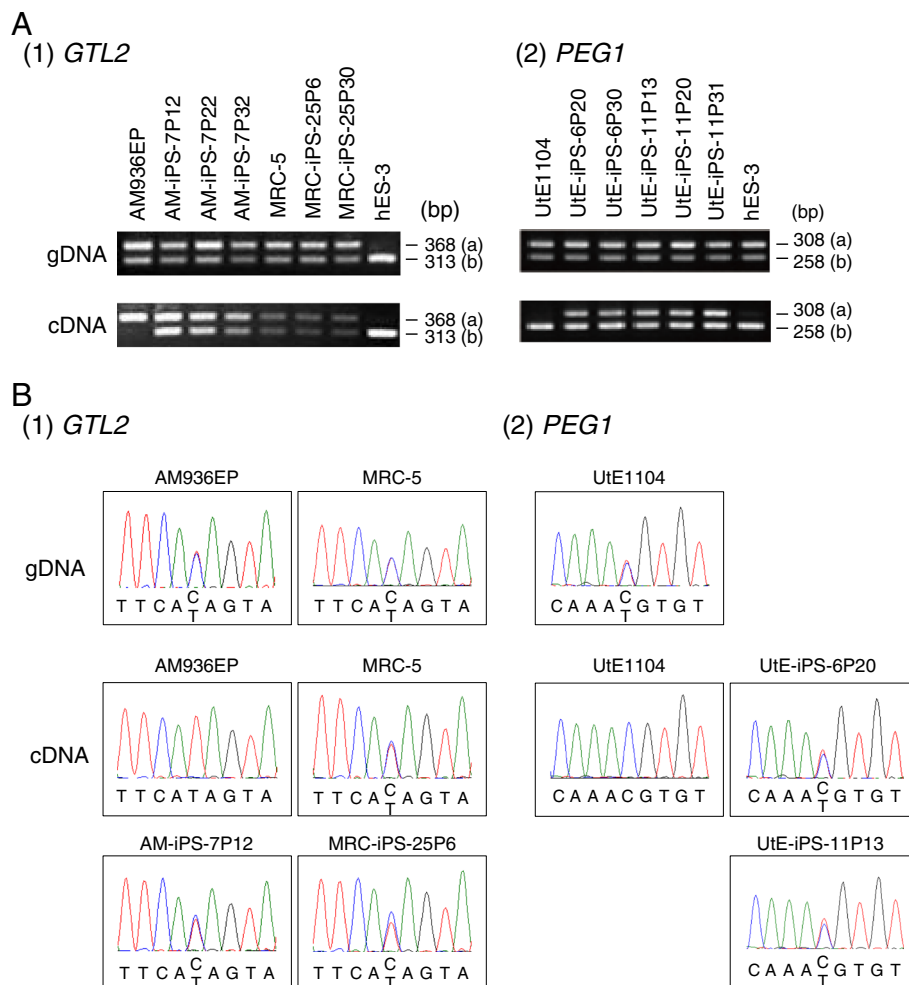 A
(1) GTL2
(2) PEG1
AM936EP
AM-iPS-7P12
AM-iPS-7P22
AM-iPS-7P32
MRC-5
MRC-iPS-25P6
MRC-iPS-25P30
hES-3
(bp)
UtE1104
UtE-iPS-6P20
UtE-iPS-6P30
UtE-iPS-11P13
UtE-iPS-11P20
UtE-iPS-11P31
hES-3
(bp)
gDNA
368 (a)
313 (b)
308 (a)
258 (b)
cDNA
368 (a)
313 (b)
308 (a)
258 (b)
B
(1) GTL2
(2) PEG1
AM936EP
MRC-5
UtE1104
gDNA
C
T T C A T A G T A
C
T T C A T A G T A
C
C A A A T G T G T
AM936EP
MRC-5
UtE1104
UtE-iPS-6P20
cDNA
T T C A T A G T A
C
T T C A T A G T A
C A A A C G T G T
C
C A A A T G T G T
AM-iPS-7P12
MRC-iPS-25P6
UtE-iPS-11P13
C
T T C A T A G T A
C
T T C A T A G T A
C
C A A A T G T G T